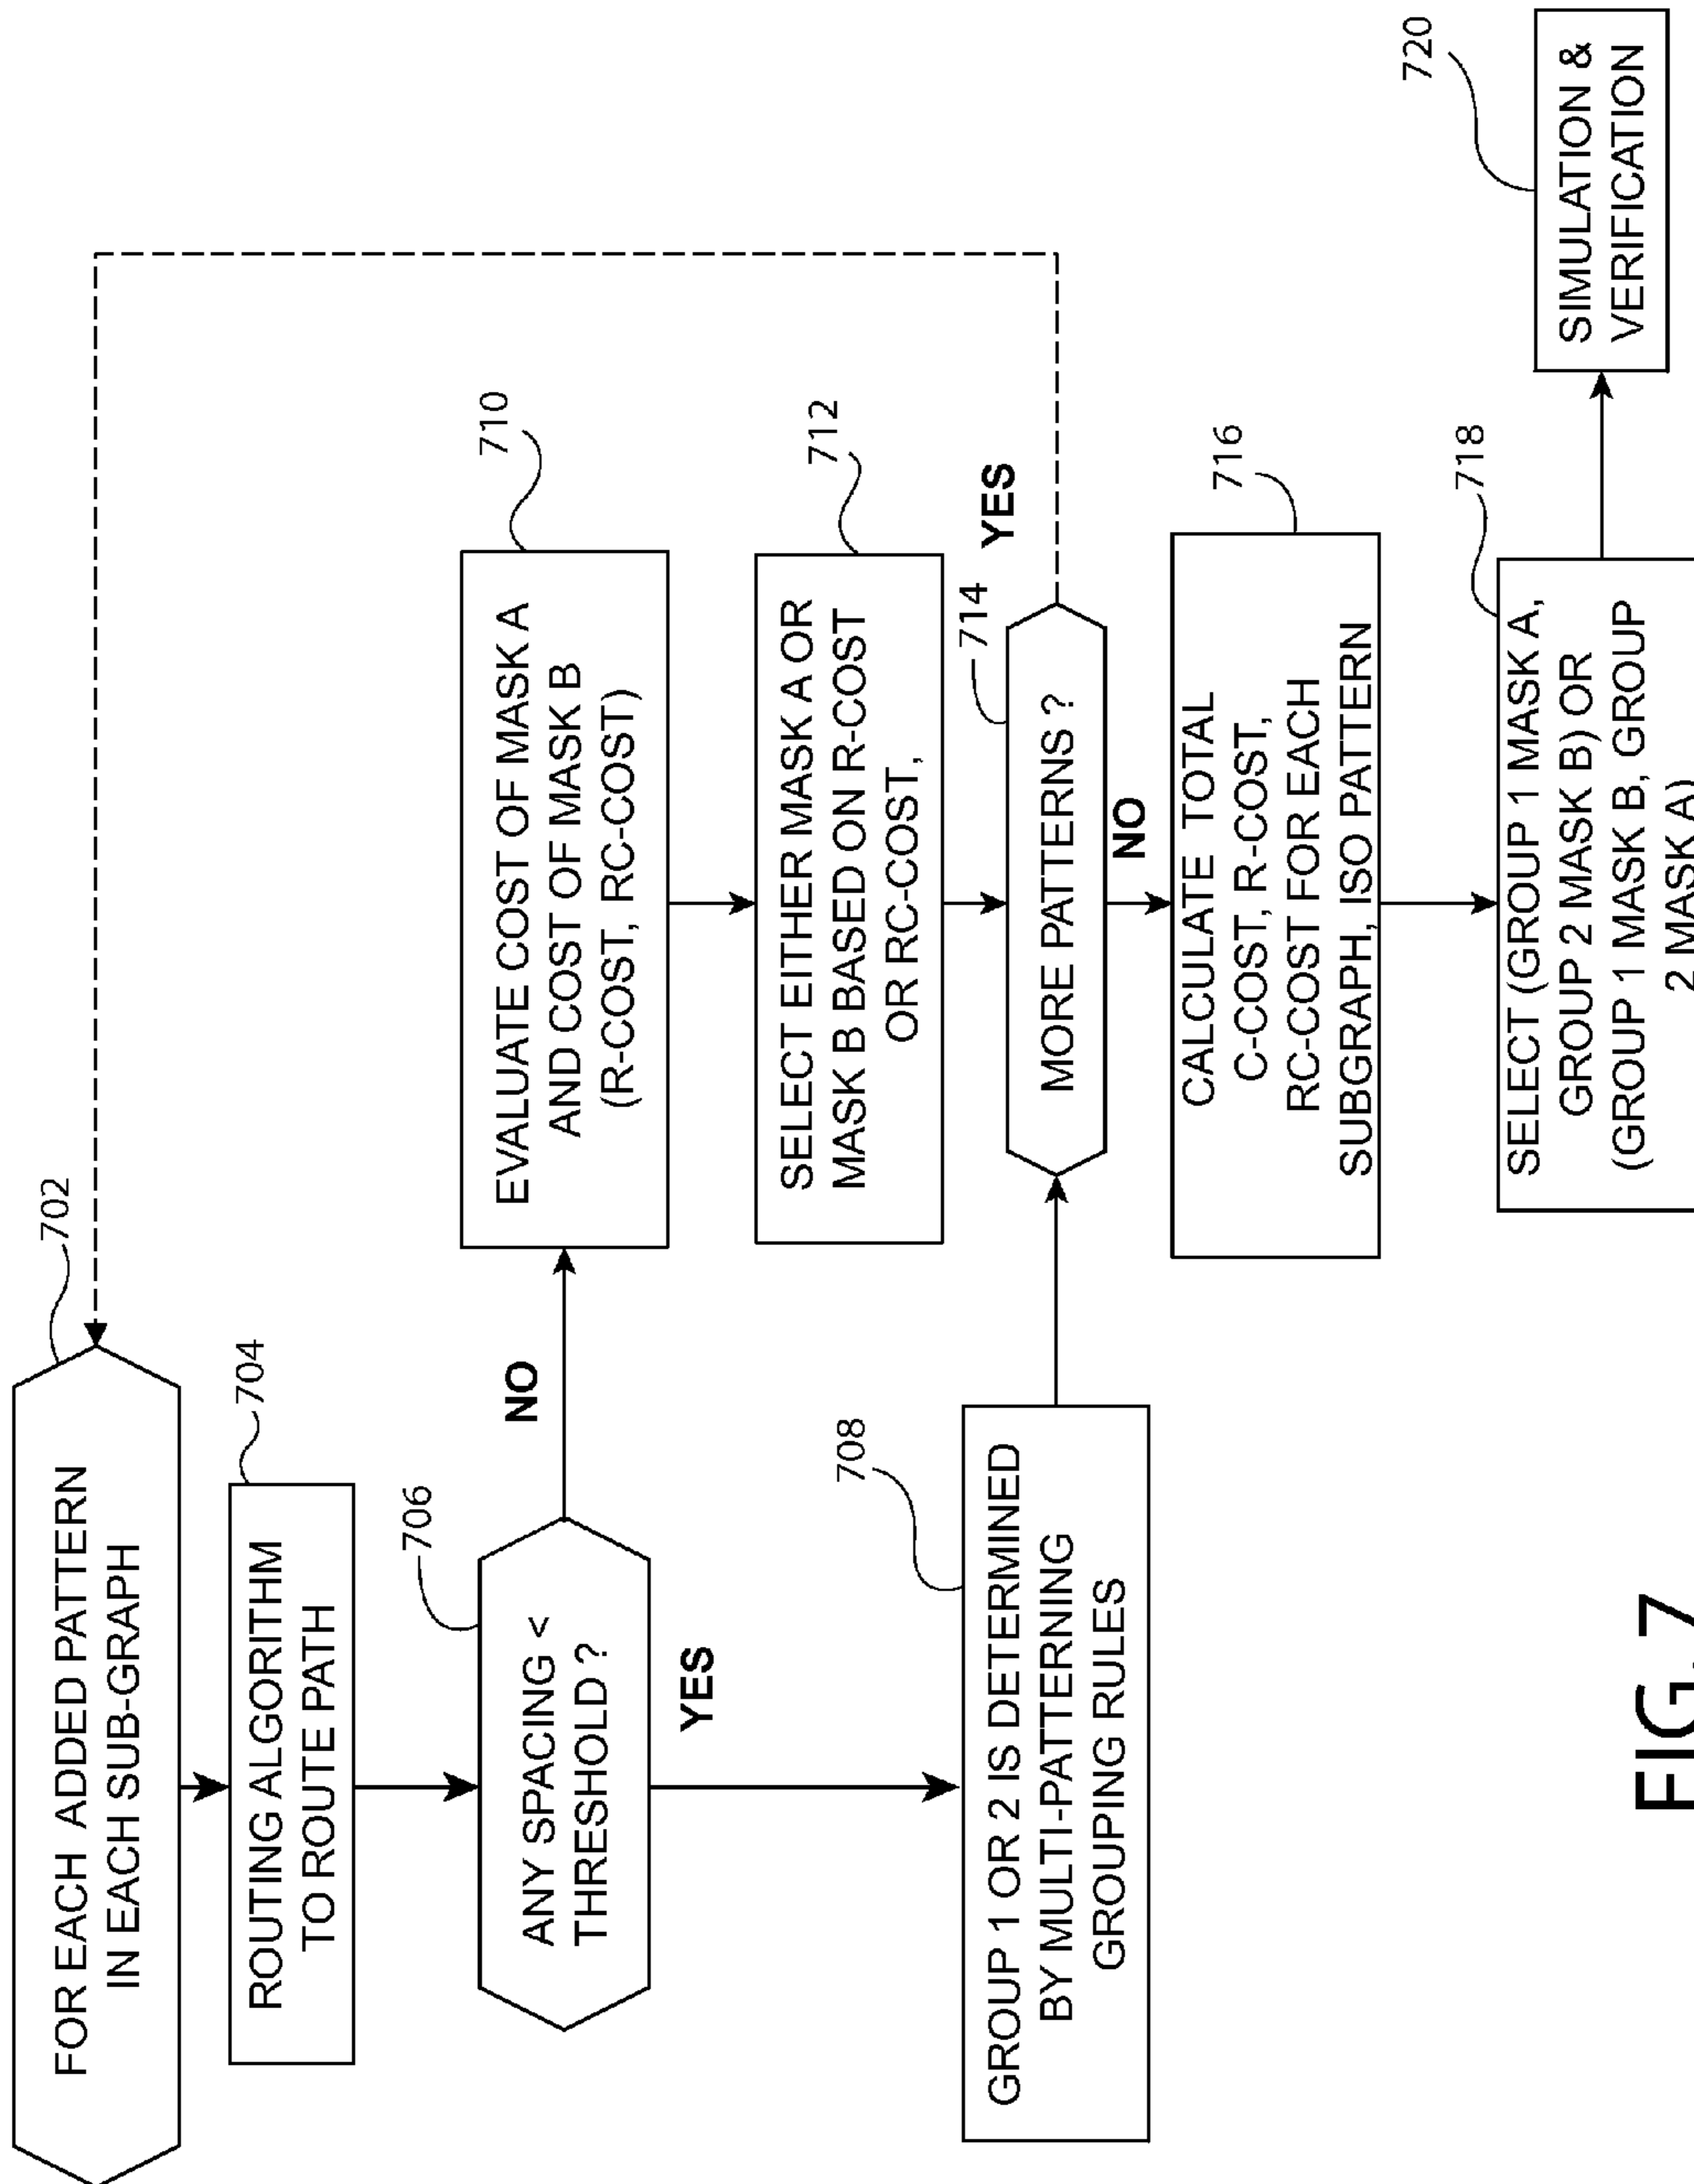 702
FOR EACH ADDED PATTERN
IN EACH SUB-GRAPH
704
ROUTING ALGORITHM
TO ROUTE PATH
706
ANY SPACING <
THRESHOLD ?
NO
YES
708
GROUP 1 OR 2 IS DETERMINED
BY MULTI-PATTERNING
GROUPING RULES
710
EVALUATE COST OF MASK A
AND COST OF MASK B
(R-COST, RC-COST)
712
SELECT EITHER MASK A OR
MASK B BASED ON R-COST
OR RC-COST,
714
MORE PATTERNS ?
YES
NO
716
CALCULATE TOTAL
C-COST, R-COST,
RC-COST FOR EACH
SUBGRAPH, ISO PATTERN
718
SELECT (GROUP 1 MASK A,
GROUP 2 MASK B) OR
(GROUP 1 MASK B, GROUP
2 MASK A)
720
SIMULATION &
VERIFICATION
FIG.7